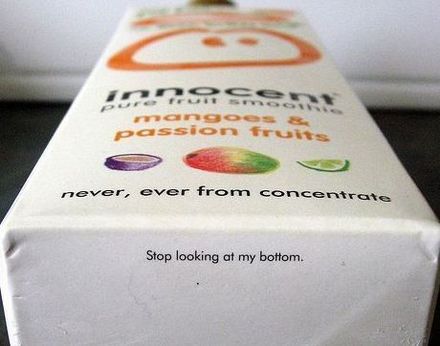 innocent
pure fruit smoothie
mangoes &
passion fruits
never, ever from concentrate
Stop looking at my bottom.